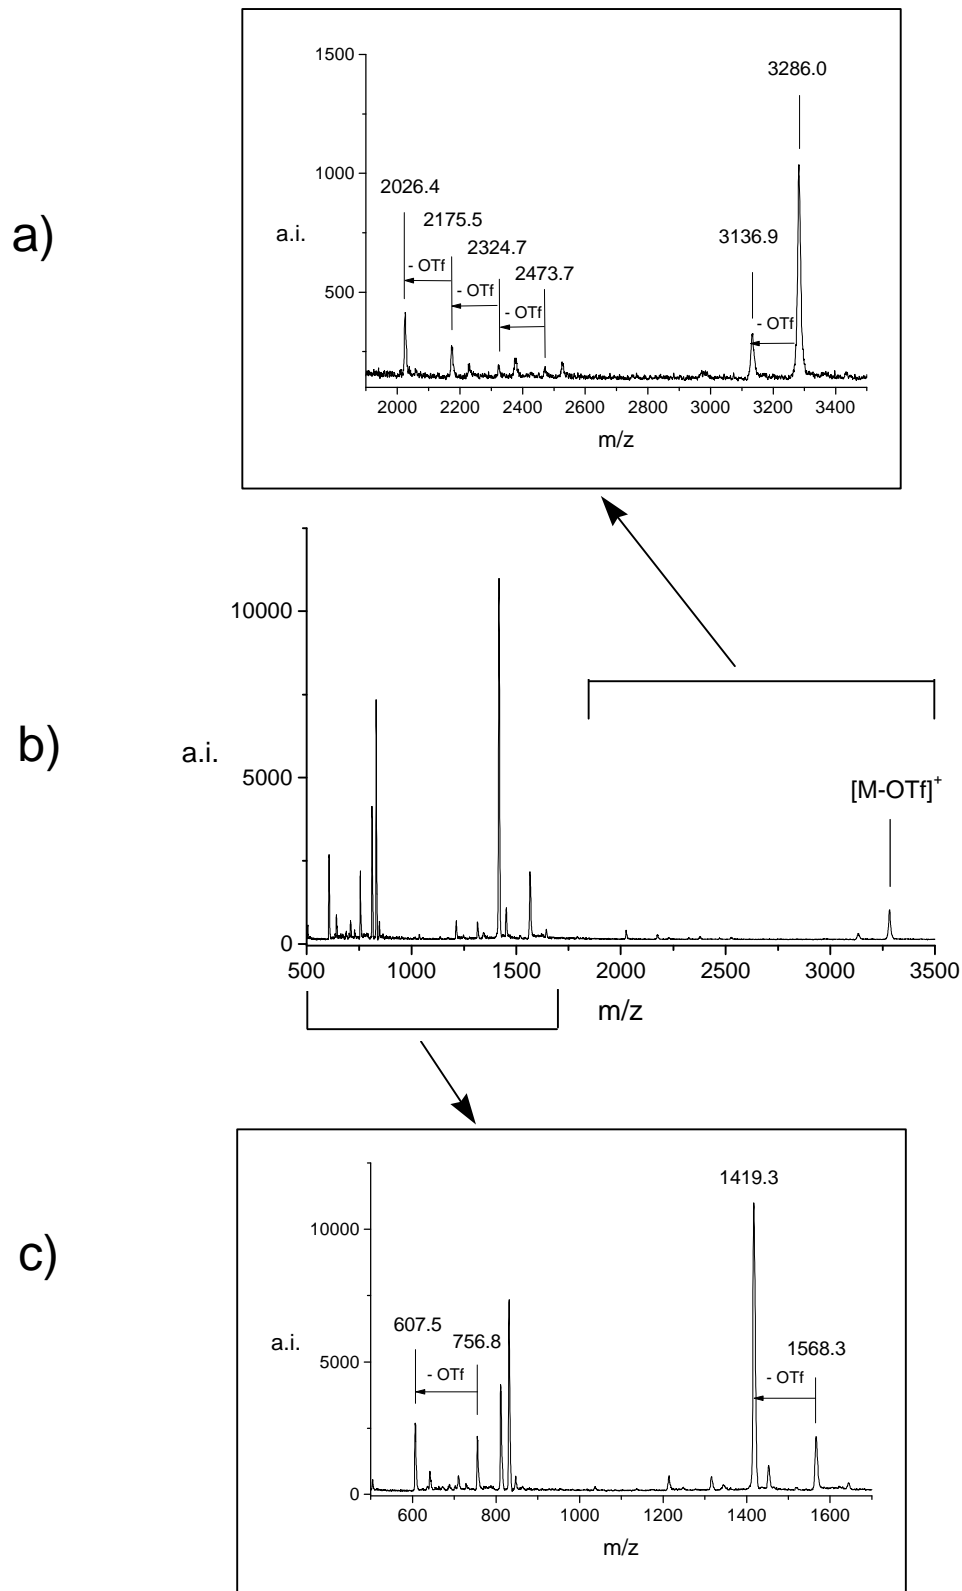 a)
1500
1000
500
a.i.
2026.4
2175.5
2324.7
2473.7
3136.9
3286.0
- OTf
- OTf
- OTf
- OTf
2000 2200 2400 2600 2800 3000 3200 3400
m/z
b)
10000
5000
0
a.i.
[M-OTf]+
500 1000 1500 2000 2500 3000 3500
m/z
c)
10000
5000
0
a.i.
607.5
756.8
1419.3
1568.3
- OTf
- OTf
600 800 1000 1200 1400 1600
m/z